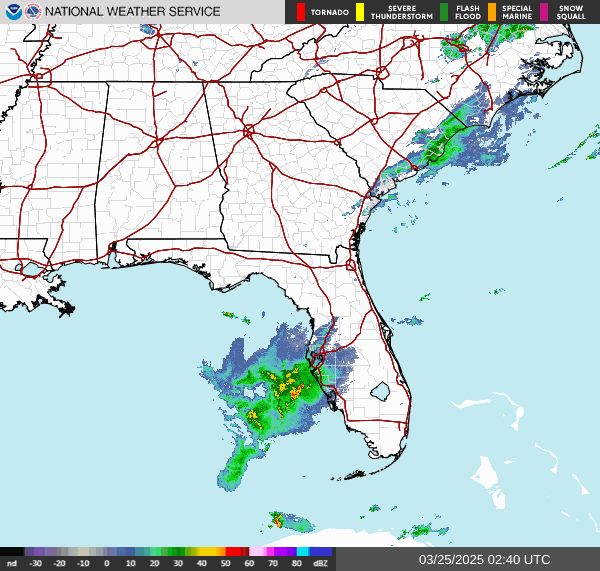 NATIONAL WEATHER SERVICE
TORNADO
SEVERE
THUNDERSTORM
FLASH
FLOOD
SPECIAL
MARINE
SNOW
SQUALL
nd -30 -20 -10 0 10 20 30 40 50 60 70 80 dBZ
03/25/2025 02:40 UTC